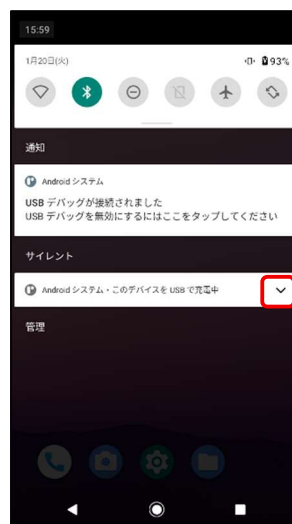 15:59
1月20日(火)
93%
通知
Android システム
USB デバッグが接続されました
USB デバッグを無効にするにはここをタップしてください
サイレント
Android システム・このデバイスを USB で充電中
管理